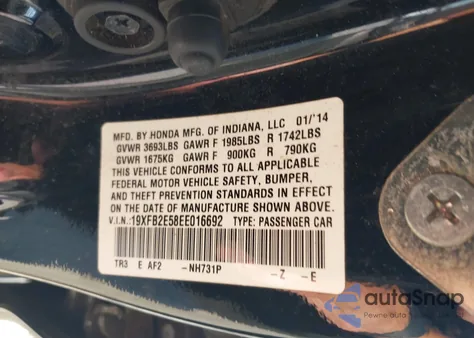 MFD. BY HONDA MFG. OF INDIANA, LLC 01/'14
GVWR 3693LBS GAWR F 1985LBS R 1742LBS
GVWR 1675KG GAWR F 900KG R 790KG
THIS VEHICLE CONFORMS TO ALL APPLICABLE
FEDERAL MOTOR VEHICLE SAFETY, BUMPER,
AND THEFT PREVENTION STANDARDS IN EFFECT
ON THE DATE OF MANUFACTURE SHOWN ABOVE.
V.I.N.: 19XFB2E58EE016692 TYPE: PASSENGER CAR
TR3 E AF2 -NH731P -Z -E
autoSnap